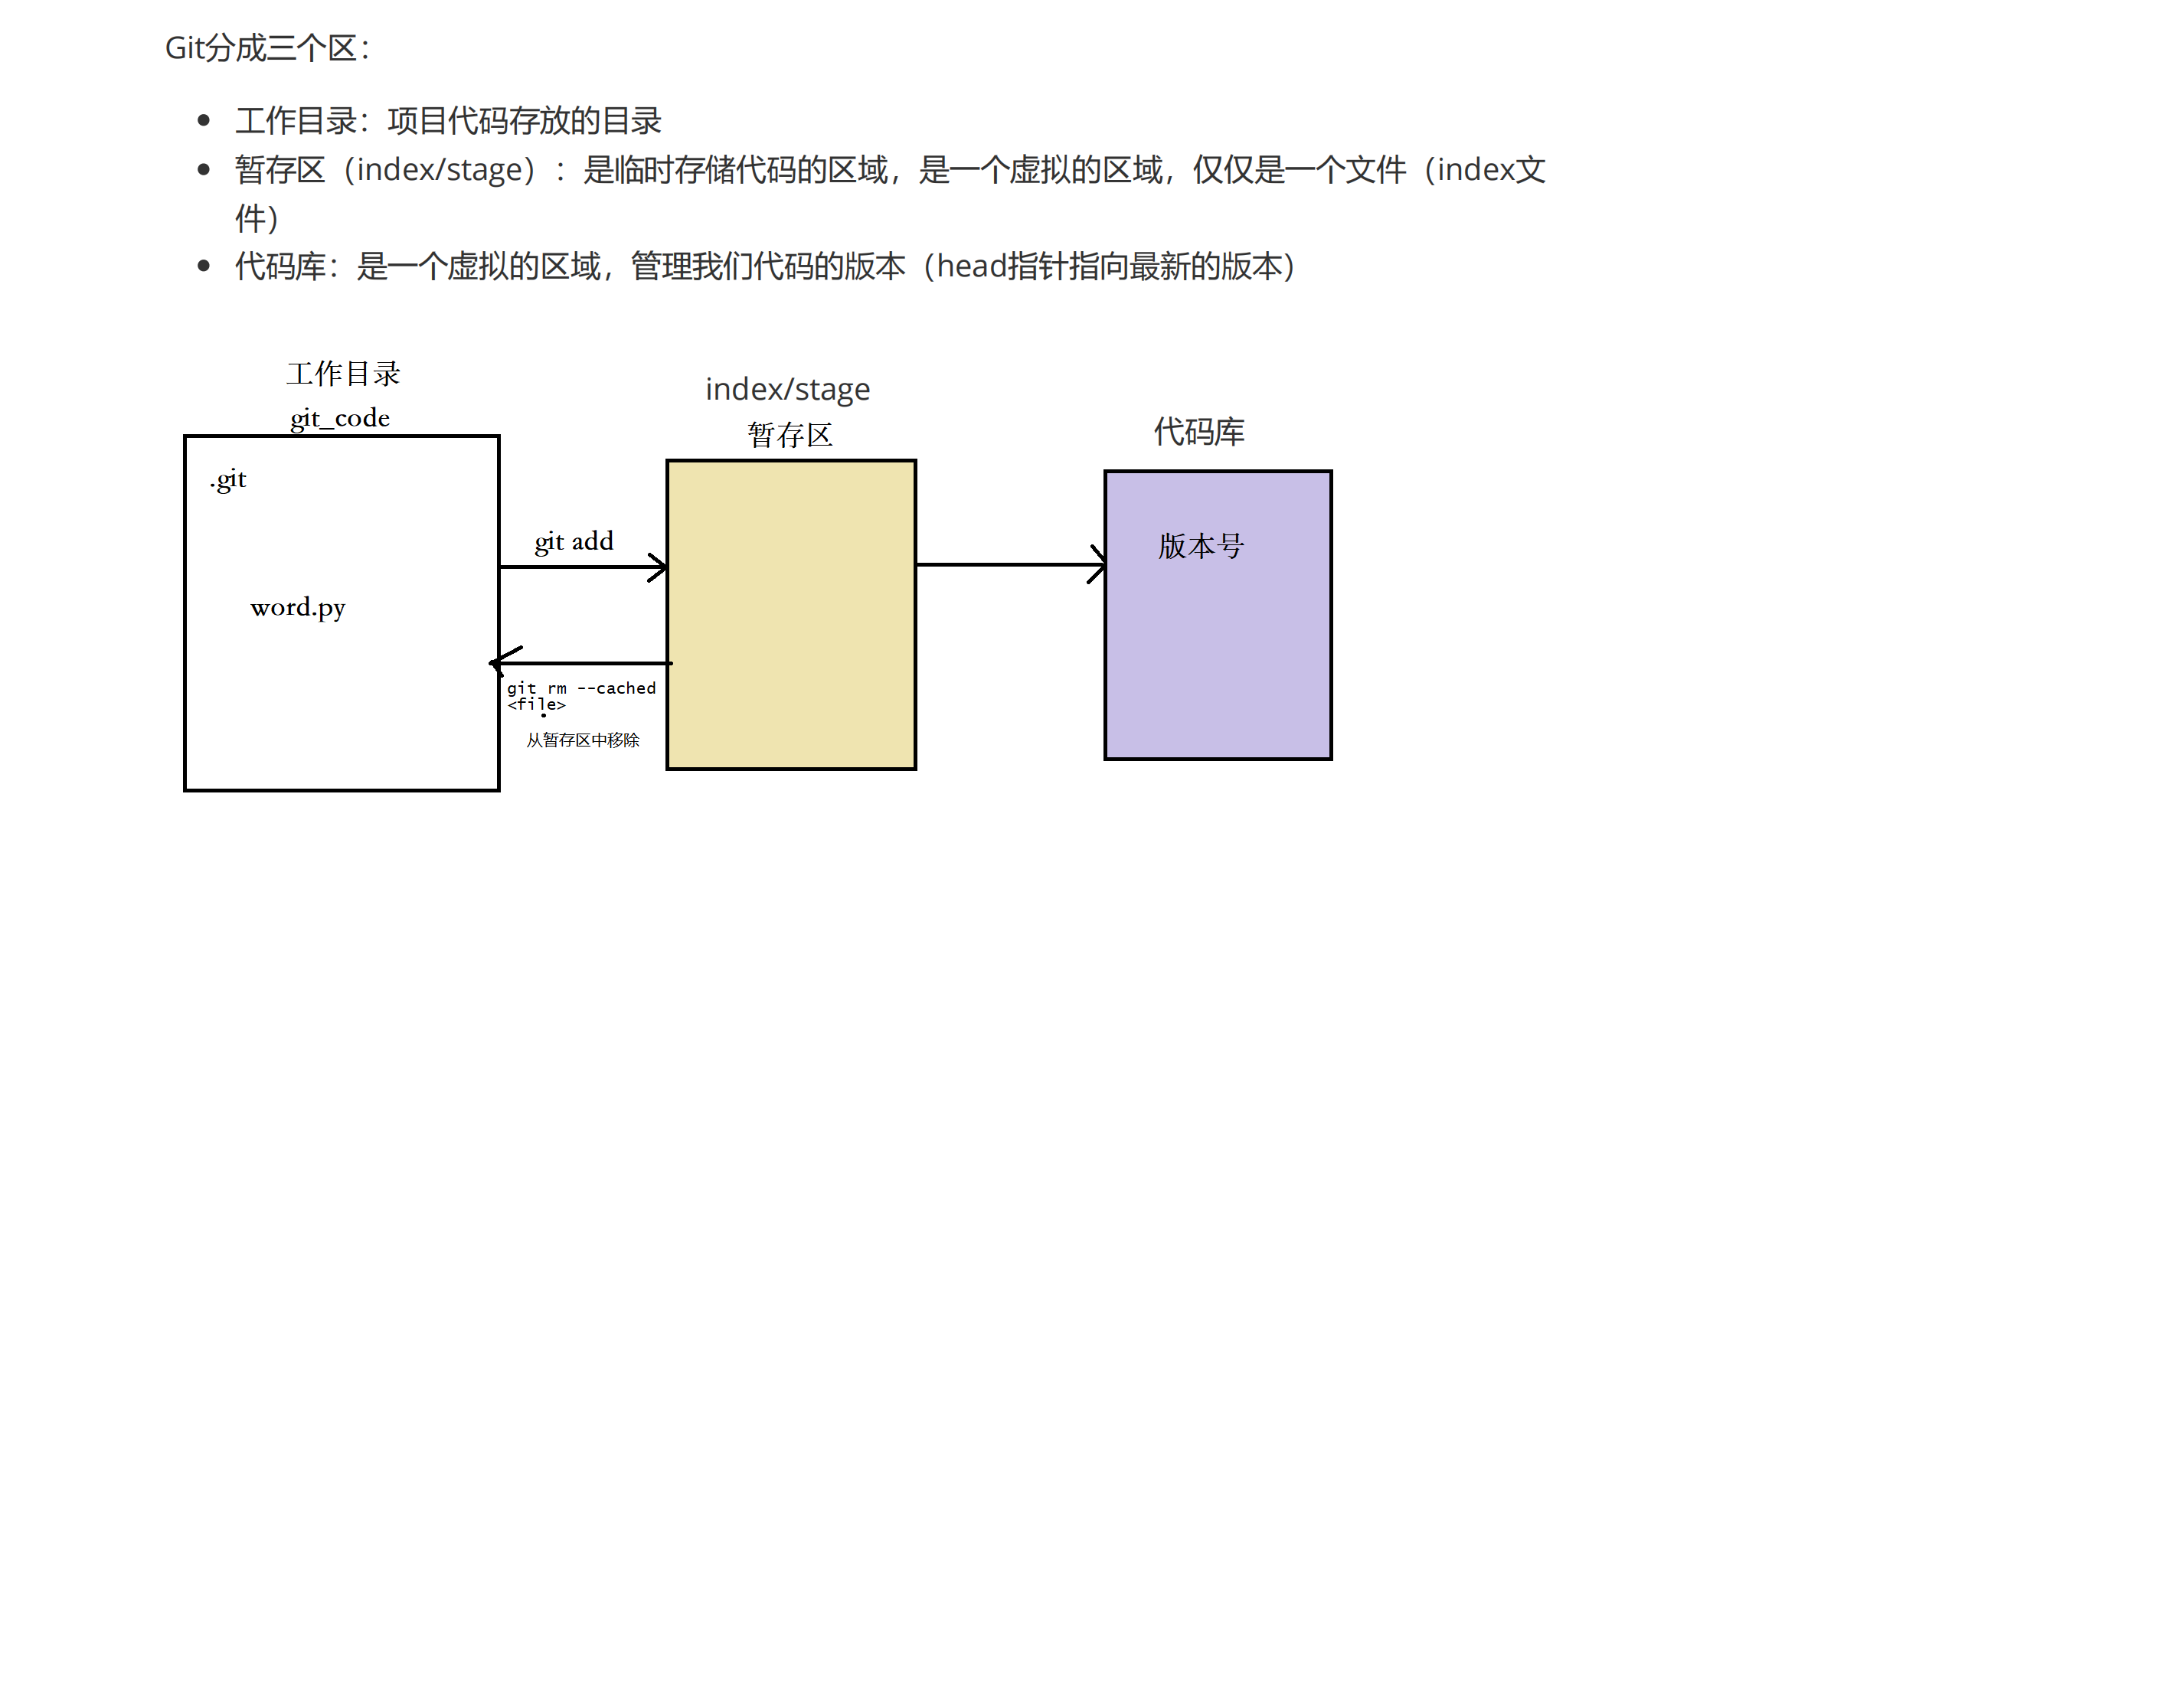 Git分成三个区：
工作目录：项目代码存放的目录
暂存区（index/stage）：是临时存储代码的区域，是一个虚拟的区域，仅仅是一个文件（index文
件）
代码库：是一个虚拟的区域，管理我们代码的版本（head指针指向最新的版本）
工作目录
git_code
index/stage
暂存区
代码库
.git
git add
版本号
word.py
git rm --cached
<file>
从暂存区中移除